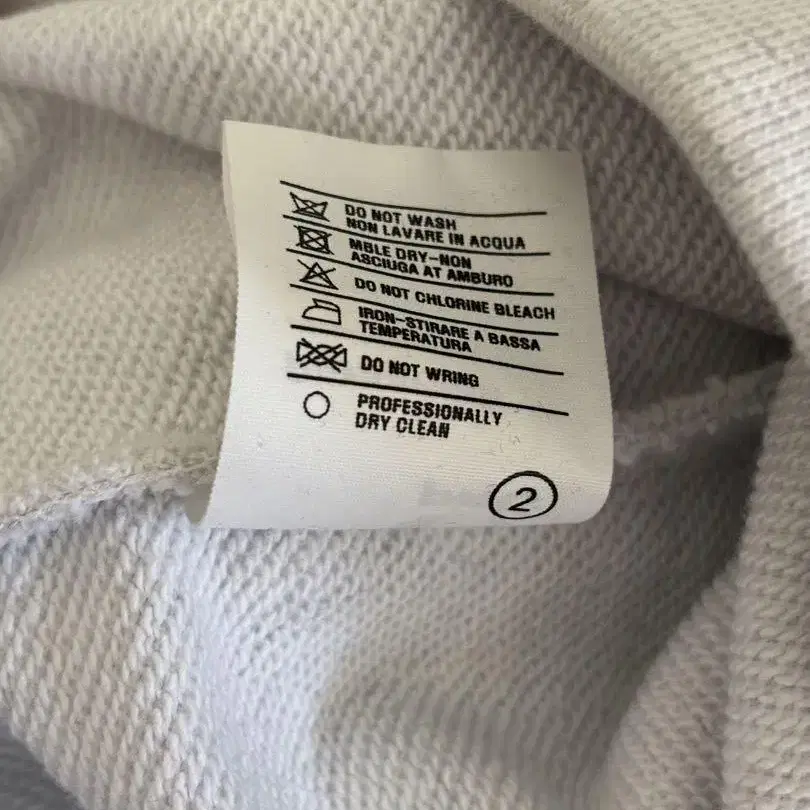 DO NOT WASH
NON LAVARE IN ACQUA
MBLE DRY-NON
ASCIUGA AT AMBURO
DO NOT CHLORINE BLEACH
IRON-STIRARE A BASSA
TEMPERATURA
DO NOT WRING
PROFESSIONALLY
DRY CLEAN
2